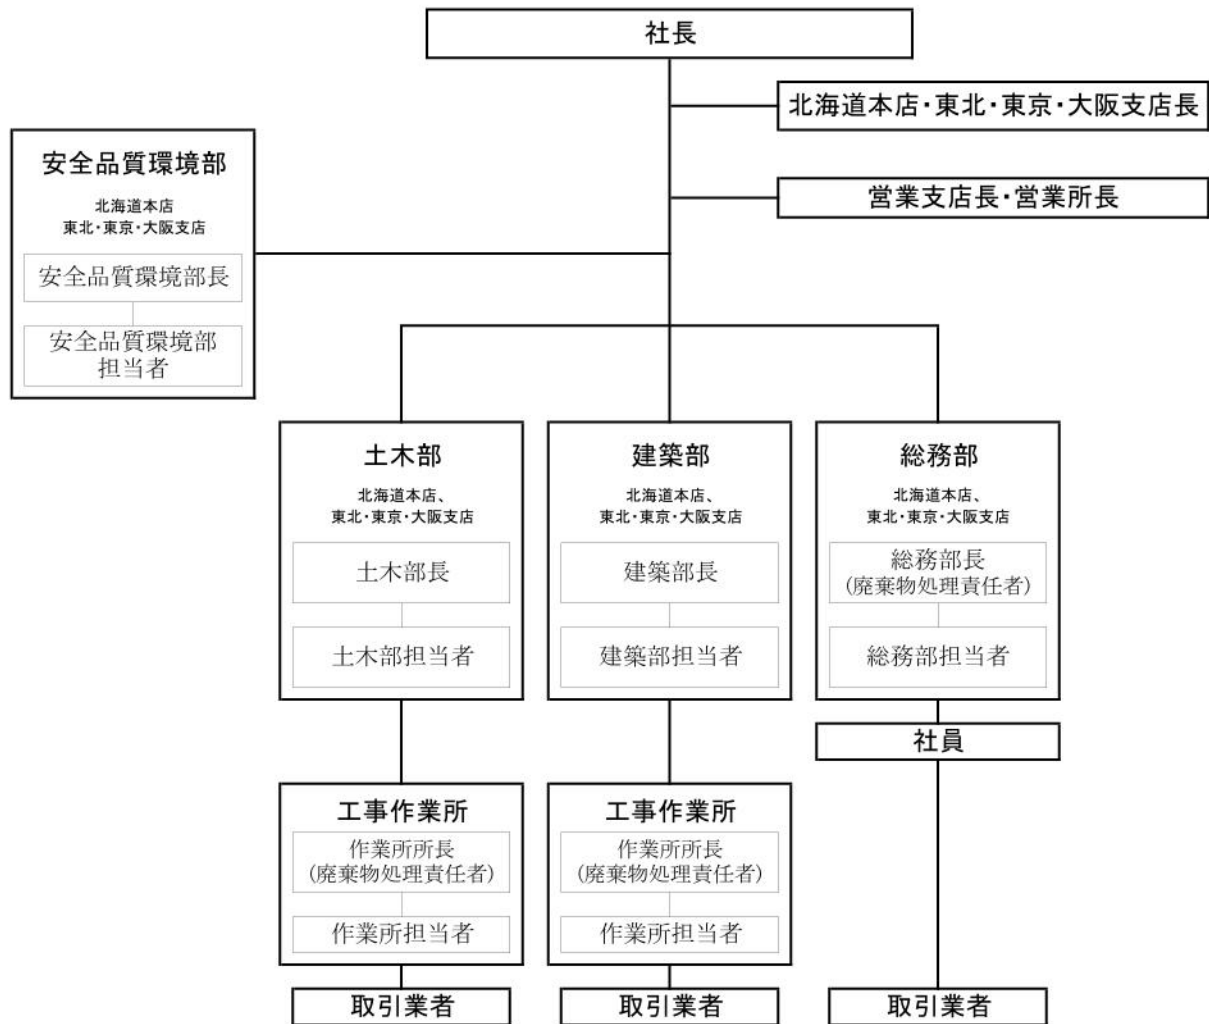 社長
北海道本店・東北・東京・大阪支店長
営業支店長・営業所長
安全品質環境部
北海道本店
東北・東京・大阪支店
安全品質環境部長
安全品質環境部
担当者
土木部
北海道本店、
東北・東京・大阪支店
土木部長
土木部担当者
工事作業所
作業所所長
(廃棄物処理責任者)
作業所担当者
取引業者
建築部
北海道本店、
東北・東京・大阪支店
建築部長
建築部担当者
工事作業所
作業所所長
(廃棄物処理責任者)
作業所担当者
取引業者
総務部
北海道本店、
東北・東京・大阪支店
総務部長
(廃棄物処理責任者)
総務部担当者
社員
取引業者